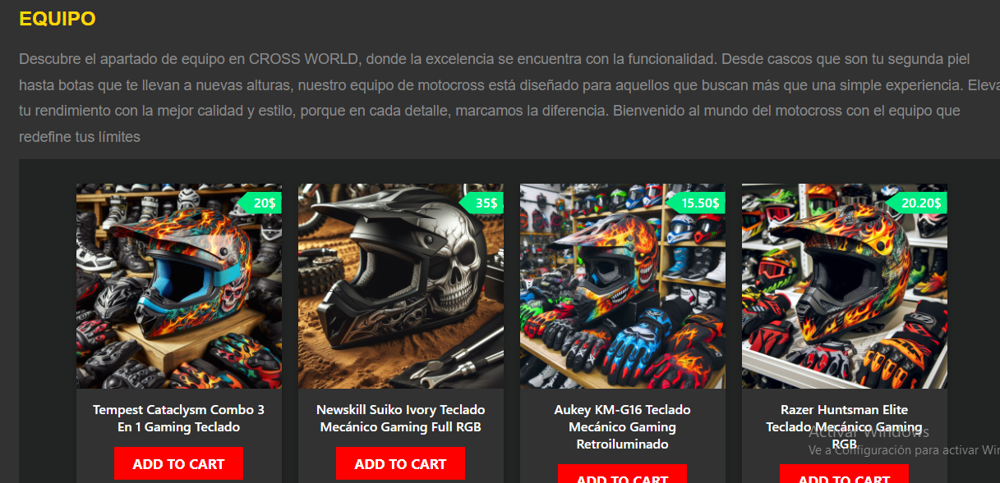 EQUIPO
Descubre el apartado de equipo en CROSS WORLD, donde la excelencia se encuentra con la funcionalidad. Desde cascos que son tu segunda piel
hasta botas que te llevan a nuevas alturas, nuestro equipo de motocross está diseñado para aquellos que buscan más que una simple experiencia. Eleva
tu rendimiento con la mejor calidad y estilo, porque en cada detalle, marcamos la diferencia. Bienvenido al mundo del motocross con el equipo que
redefine tus límites
20$
35$
15.50$
20.20$
Tempest Cataclysm Combo 3
En 1 Gaming Teclado
ADD TO CART
Newskill Suiko Ivory Teclado
Mecánico Gaming Full RGB
ADD TO CART
Aukey KM-G16 Teclado
Mecánico Gaming
Retroiluminado
ADD TO CART
Razer Huntsman Elite
Teclado Mecánico Gaming
RGB
ADD TO CART
Activar Windows
Ve a Configuración para activar Win